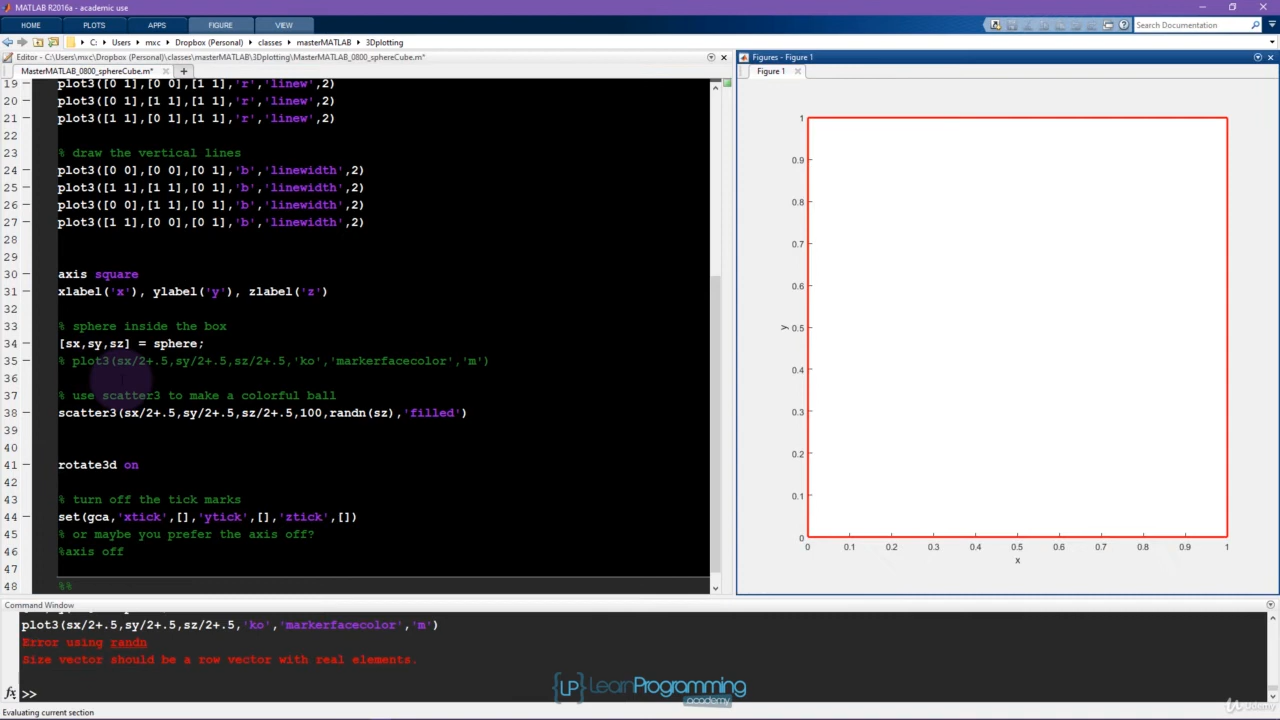 MATLAB R2016a - academic use
HOME PLOTS APPS FIGURE VIEW Search Documentation
C: Users mxc Dropbox (Personal) classes masterMATLAB 3Dplotting
Editor - C:\Users\mxc\Dropbox (Personal)\classes\masterMATLAB\3Dplotting\MasterMATLAB_0800_sphereCube.m*
Figures - Figure 1
MasterMATLAB_0800_sphereCube.m*
Figure 1
19 plot3([0 1],[0 0],[1 1],'r','linew',2)
20 plot3([0 1],[1 1],[1 1],'r','linew',2)
21 plot3([1 1],[0 1],[1 1],'r','linew',2)
22
23 % draw the vertical lines
24 plot3([0 0],[0 0],[0 1],'b','linewidth',2)
25 plot3([1 1],[1 1],[0 1],'b','linewidth',2)
26 plot3([0 0],[1 1],[0 1],'b','linewidth',2)
27 plot3([1 1],[0 0],[0 1],'b','linewidth',2)
28
29
30 axis square
31 xlabel('x'), ylabel('y'), zlabel('z')
32
33 % sphere inside the box
34 [sx,sy,sz] = sphere;
35 % plot3(sx/2+.5,sy/2+.5,sz/2+.5,'ko','markerfacecolor','m')
36
37 % use scatter3 to make a colorful ball
38 scatter3(sx/2+.5,sy/2+.5,sz/2+.5,100,randn(sz),'filled')
39
40
41 rotate3d on
42
43 % turn off the tick marks
44 set(gca,'xtick',[],'ytick',[],'ztick',[])
45 % or maybe you prefer the axis off?
46 %axis off
47
48 %%
1
0.9
0.8
0.7
0.6
0.5
y
0.4
0.3
0.2
0.1
0
0 0.1 0.2 0.3 0.4 0.5 0.6 0.7 0.8 0.9 1
x
Command Window
plot3(sx/2+.5,sy/2+.5,sz/2+.5,'ko','markerfacecolor','m')
Error using randn
Size vector should be a row vector with real elements.
fx >>
{LP} LearnProgramming
academy
Udemy
Evaluating current section